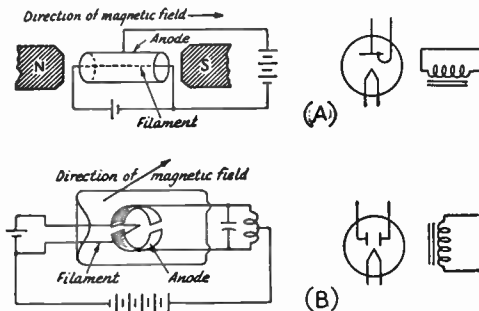 Direction of magnetic field
Anode
N
S
Filament
(A)
Direction of magnetic field
Filament
Anode
(B)